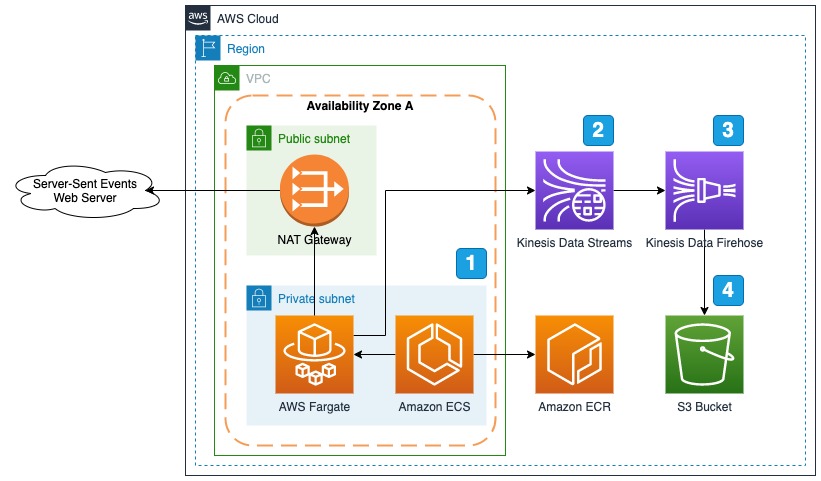 aws
AWS Cloud
Region
VPC
Availability Zone A
Public subnet
Server-Sent Events
Web Server
NAT Gateway
2
3
Kinesis Data Streams
Kinesis Data Firehose
1
4
Private subnet
AWS Fargate
Amazon ECS
Amazon ECR
S3 Bucket